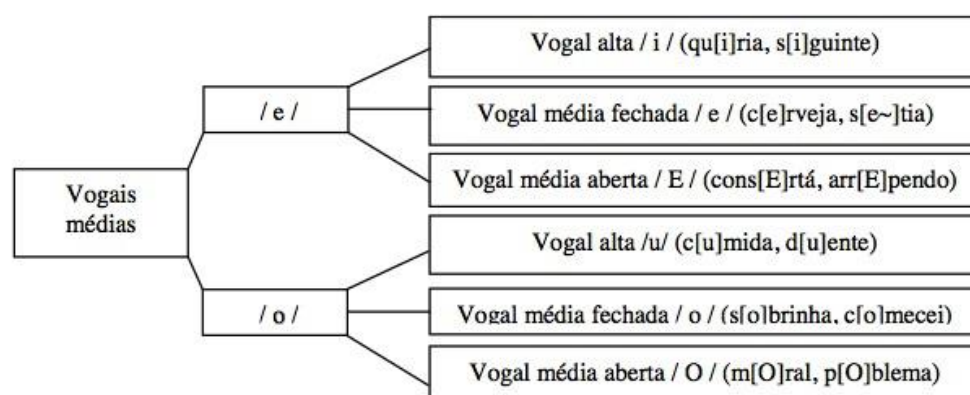 Vogais
médias
/ e /
Vogal alta / i / (qu[i]ria, s[i]guinte)
Vogal média fechada / e / (c[e]rveja, s[e~]tia)
Vogal média aberta / E / (cons[E]rtá, arr[E]pendo)
/ o /
Vogal alta /u/ (c[u]mida, d[u]ente)
Vogal média fechada / o / (s[o]brinha, c[o]mecei)
Vogal média aberta / O / (m[O]ral, p[O]blema)